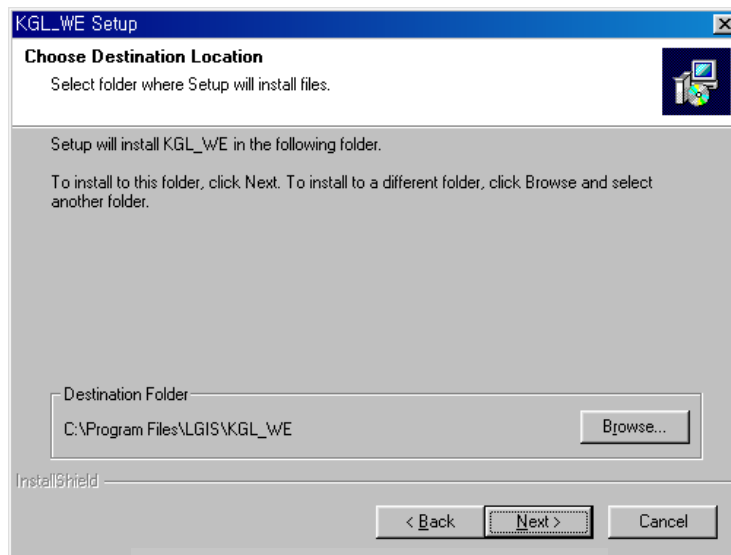 KGL_WE Setup
Choose Destination Location
Select folder where Setup will install files.
Setup will install KGL_WE in the following folder.
To install to this folder, click Next. To install to a different folder, click Browse and select
another folder.
Destination Folder
C:\Program Files\LGIS\KGL_WE
Browse...
InstallShield
< Back
Next >
Cancel